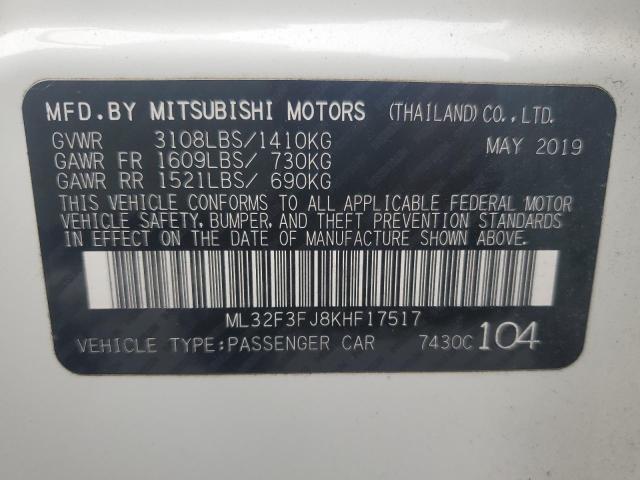 MFD.BY MITSUBISHI MOTORS (THAILAND)CO.,LTD.
GVWR 3108LBS/1410KG MAY 2019
GAWR FR 1609LBS/ 730KG
GAWR RR 1521LBS/ 690KG
THIS VEHICLE CONFORMS TO ALL APPLICABLE FEDERAL MOTOR
VEHICLE SAFETY, BUMPER, AND THEFT PREVENTION STANDARDS
IN EFFECT ON THE DATE OF MANUFACTURE SHOWN ABOVE.
ML32F3FJ8KHF17517
VEHICLE TYPE:PASSENGER CAR 7430C 104